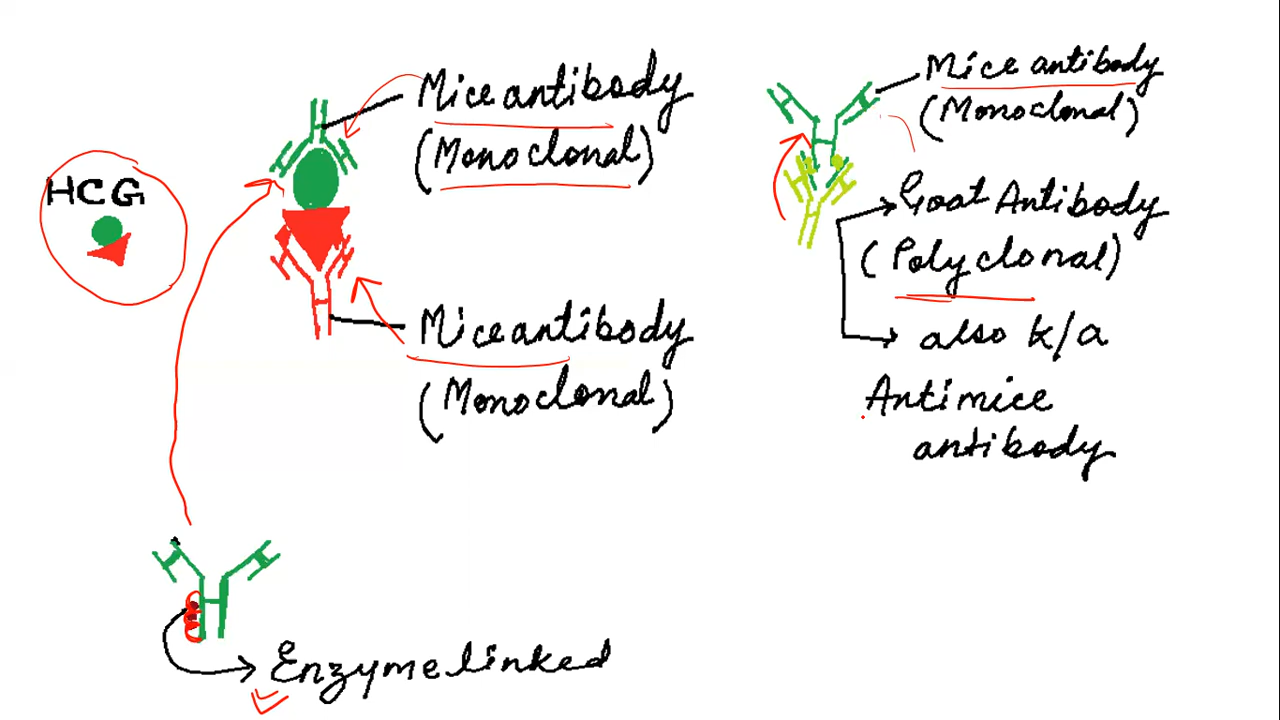 HCG
Mice antibody
(Monoclonal)
Mice antibody
(Monoclonal)
Mice antibody
(Monoclonal)
Goat Antibody
(Polyclonal)
also k/a
Antimice
antibody
Enzyme linked